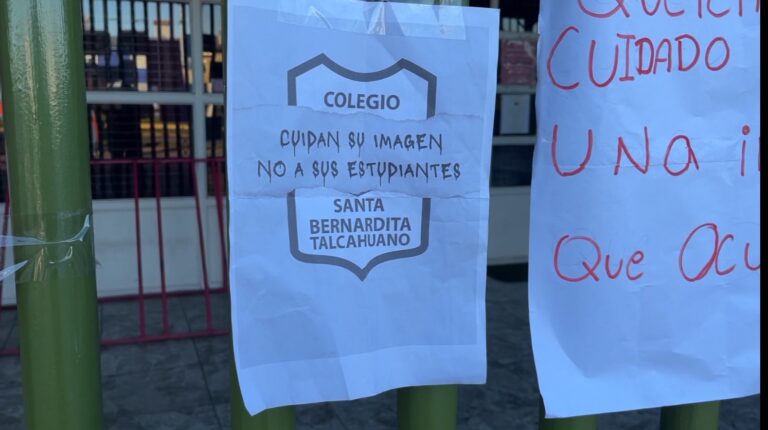 COLEGIO
CUIDAN SU IMAGEN
NO A SUS ESTUDIANTES
SANTA
BERNARDITA
TALCAHUANO
CUIDADO
UNA
Que